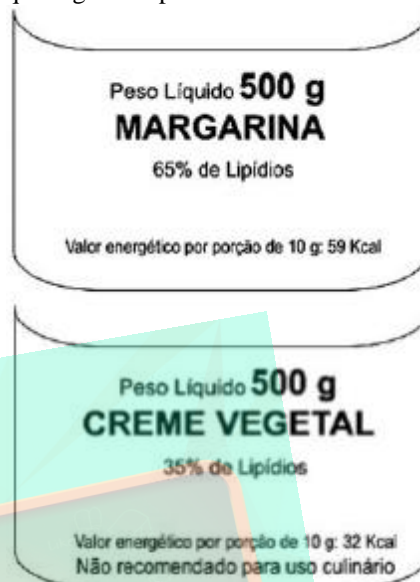 Peso Líquido 500 g
MARGARINA
65% de Lipídios
Valor energético por porção de 10 g: 59 Kcal
Peso Líquido 500 g
CREME VEGETAL
35% de Lipídios
Valor energético por porção de 10 g: 32 Kcal
Não recomendado para uso culinário